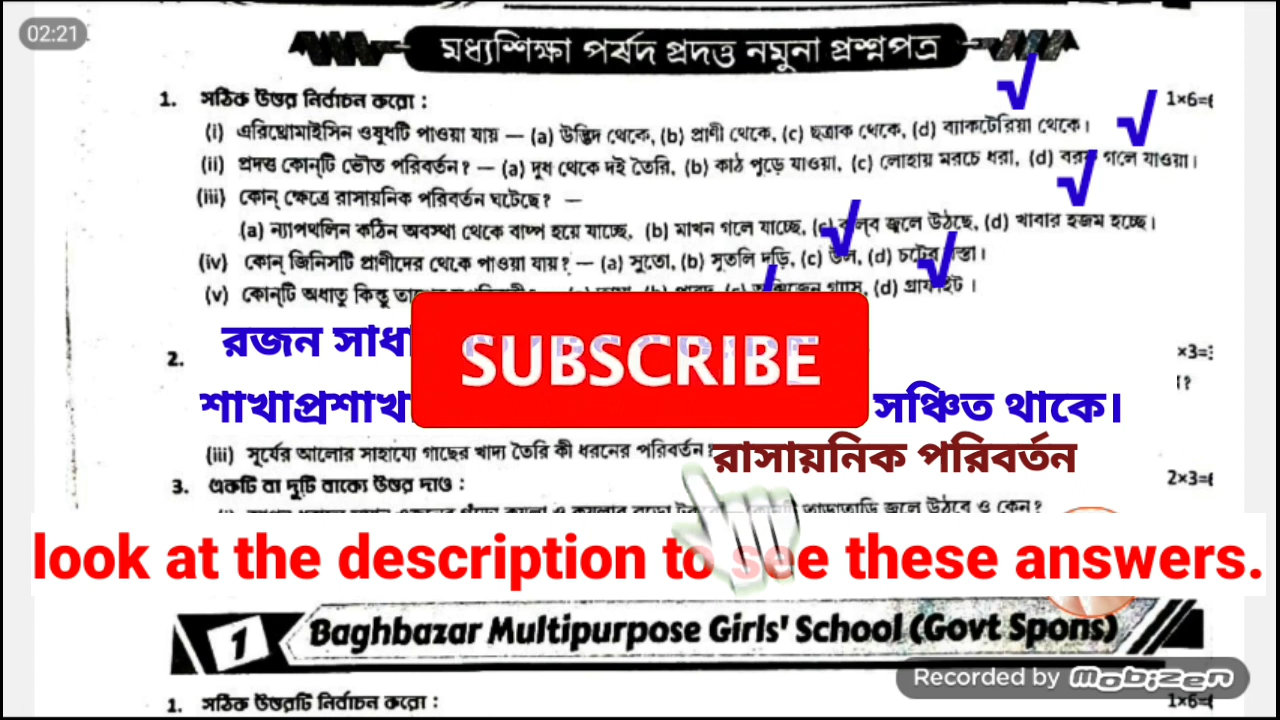 02:21
মধ্যশিক্ষা পর্ষদ প্রদত্ত নমুনা প্রশ্নপত্র
1. সঠিক উত্তর নির্বাচন করো : 1×6=
(i) এরিথ্রোমাইসিন ওষুধটি পাওয়া যায় — (a) উদ্ভিদ থেকে, (b) প্রাণী থেকে, (c) ছত্রাক থেকে, (d) ব্যাকটেরিয়া থেকে।
(ii) প্রদত্ত কোন্‌টি ভৌত পরিবর্তন? — (a) দুধ থেকে দই তৈরি, (b) কাঠ পুড়ে যাওয়া, (c) লোহায় মরচে ধরা, (d) বরফ গলে যাওয়া।
(iii) কোন্ ক্ষেত্রে রাসায়নিক পরিবর্তন ঘটেছে? —
(a) ন্যাপথলিন কঠিন অবস্থা থেকে বাষ্প হয়ে যাচ্ছে, (b) মাখন গলে যাচ্ছে, (c) বাল্‌ব জ্বলে উঠছে, (d) খাবার হজম হচ্ছে।
(iv) কোন্ জিনিসটি প্রাণীদের থেকে পাওয়া যায়? — (a) সুতো, (b) সুতলি দড়ি, (c) উল, (d) চটের বস্তা।
(v) কোন্‌টি অধাতু কিন্তু (d) গ্রাফাইট ।
রজন
2. ×3=
শাখাপ্রশাখা সঞ্চিত থাকে।
SUBSCRIBE
(iii) সূর্যের আলোর সাহায্যে গাছের খাদ্য তৈরি কী ধরনের পরিবর্তন? রাসায়নিক পরিবর্তন
3. একটি বা দুটি বাক্যে উত্তর দাও : 2×3=
তাড়াতাড়ি জ্বলে উঠবে ও কেন?
look at the description to see these answers.
1 Baghbazar Multipurpose Girls' School (Govt Spons)
Recorded by mobizen
1. সঠিক উত্তরটি নির্বাচন করো : 1×6=